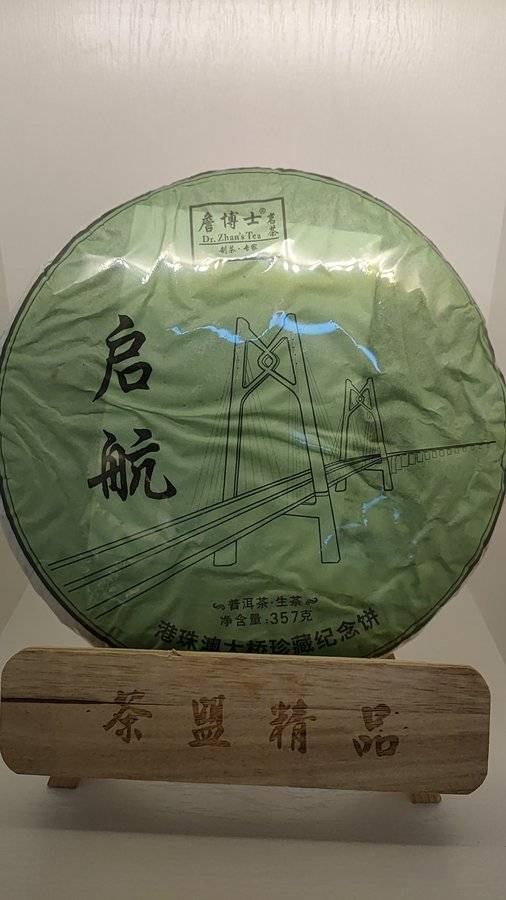 詹博士® 茗茶
Dr. Zhan's Tea
制茶·专家
启航
普洱茶·生茶
净含量:357克
港珠澳大桥珍藏纪念饼
茶盟精品